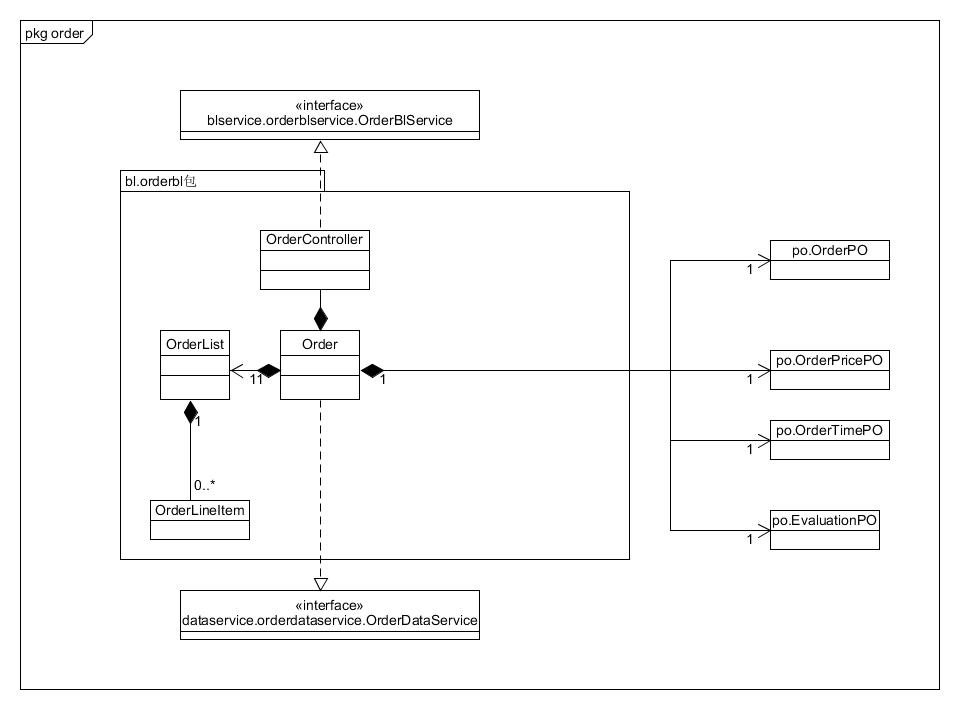 pkg order
«interface»
blservice.orderblservice.OrderBlService
bl.orderbl包
OrderController
po.OrderPO
1
OrderList
Order
po.OrderPricePO
11
1
1
1
po.OrderTimePO
1
0..*
OrderLineItem
po.EvaluationPO
1
«interface»
dataservice.orderdataservice.OrderDataService